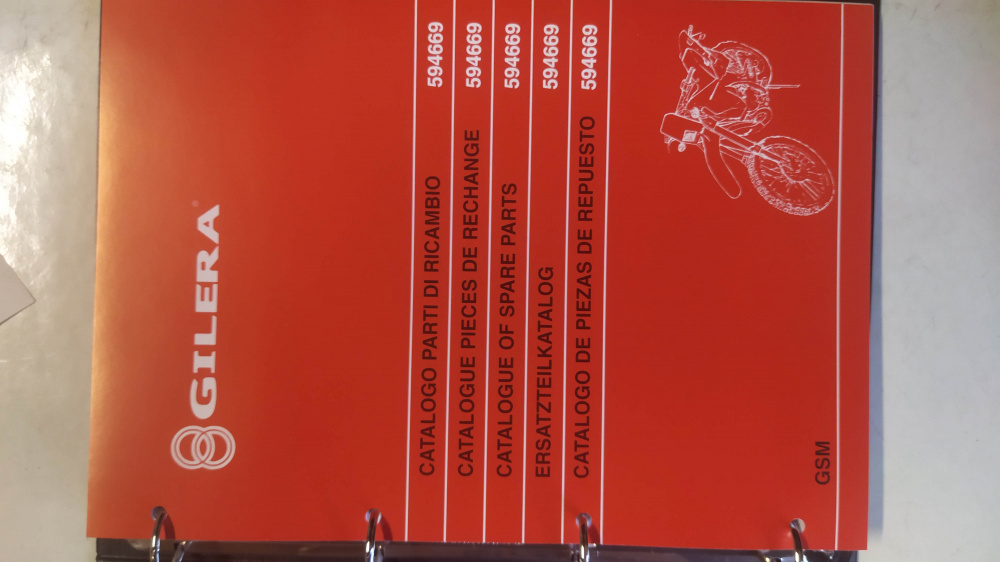 GILERA®
CATALOGO PARTI DI RICAMBIO 594669
CATALOGUE PIECES DE RECHANGE 594669
CATALOGUE OF SPARE PARTS 594669
ERSATZTEILKATALOG 594669
CATALOGO DE PIEZAS DE REPUESTO 594669
GSM